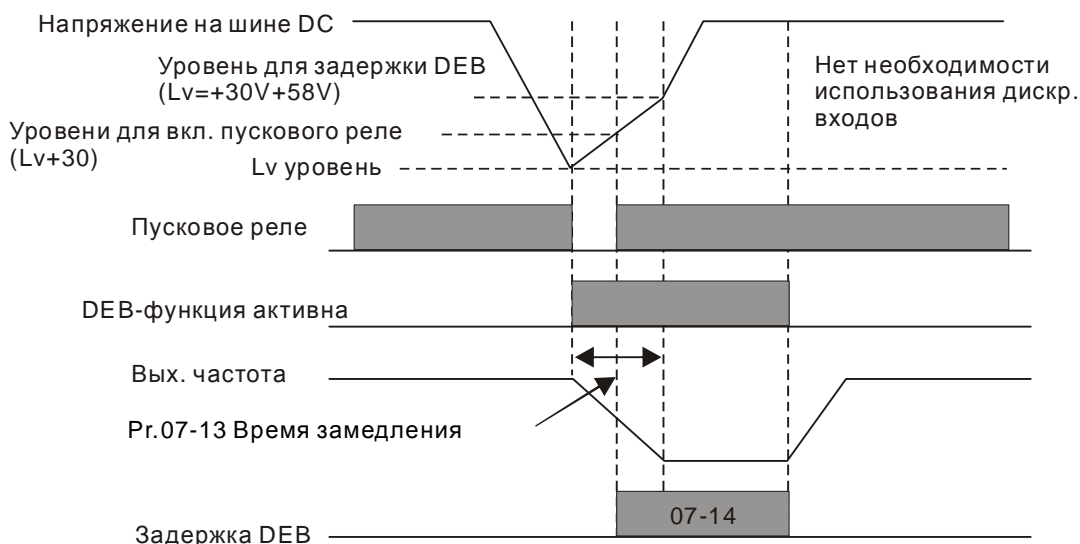 Напряжение на шине DC
Уровень для задержки DEB
(Lv=+30V+58V)
Нет необходимости
использования дискр.
входов
Уровени для вкл. пускового реле
(Lv+30)
Lv уровень
Пусковое реле
DEB-функция активна
Вых. частота
Pr.07-13 Время замедления
07-14
Задержка DEB